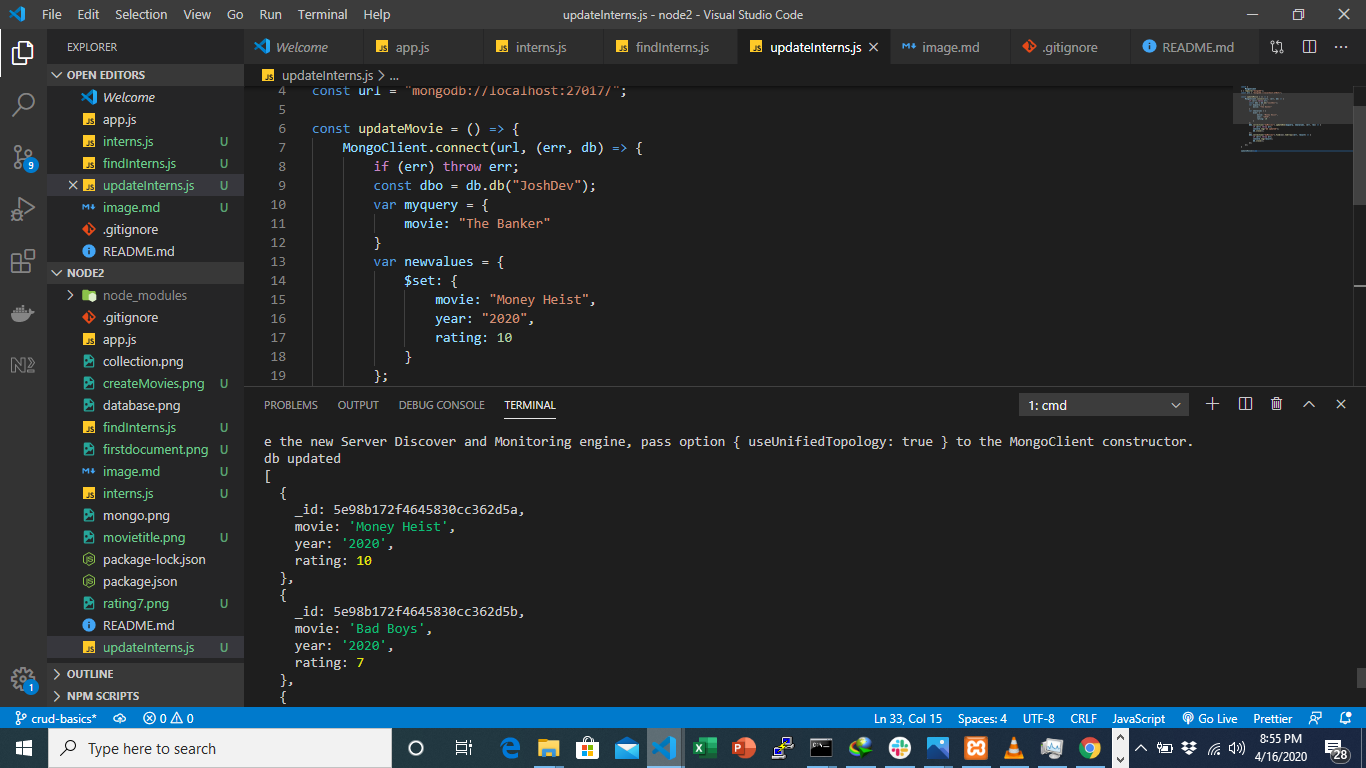 File Edit Selection View Go Run Terminal Help updateInterns.js - node2 - Visual Studio Code
EXPLORER
OPEN EDITORS
Welcome
app.js
interns.js U
findInterns.js U
updateInterns.js U
image.md U
.gitignore
README.md
NODE2
node_modules
.gitignore
app.js
collection.png
createMovies.png U
database.png
findInterns.js U
firstdocument.png U
image.md U
interns.js U
mongo.png
movietitle.png U
package-lock.json
package.json
rating7.png U
README.md
updateInterns.js U
OUTLINE
NPM SCRIPTS
9
1
Welcome app.js interns.js findInterns.js updateInterns.js image.md .gitignore README.md
updateInterns.js > ...
4 const url = "mongodb://localhost:27017/";
5
6 const updateMovie = () => {
7 MongoClient.connect(url, (err, db) => {
8 if (err) throw err;
9 const dbo = db.db("JoshDev");
10 var myquery = {
11 movie: "The Banker"
12 }
13 var newvalues = {
14 $set: {
15 movie: "Money Heist",
16 year: "2020",
17 rating: 10
18 }
19 };
PROBLEMS OUTPUT DEBUG CONSOLE TERMINAL 1: cmd
e the new Server Discover and Monitoring engine, pass option { useUnifiedTopology: true } to the MongoClient constructor.
db updated
[
{
_id: 5e98b172f4645830cc362d5a,
movie: 'Money Heist',
year: '2020',
rating: 10
},
{
_id: 5e98b172f4645830cc362d5b,
movie: 'Bad Boys',
year: '2020',
rating: 7
},
{
crud-basics* 0 0 Ln 33, Col 15 Spaces: 4 UTF-8 CRLF JavaScript Go Live Prettier
Type here to search
8:55 PM
4/16/2020
28